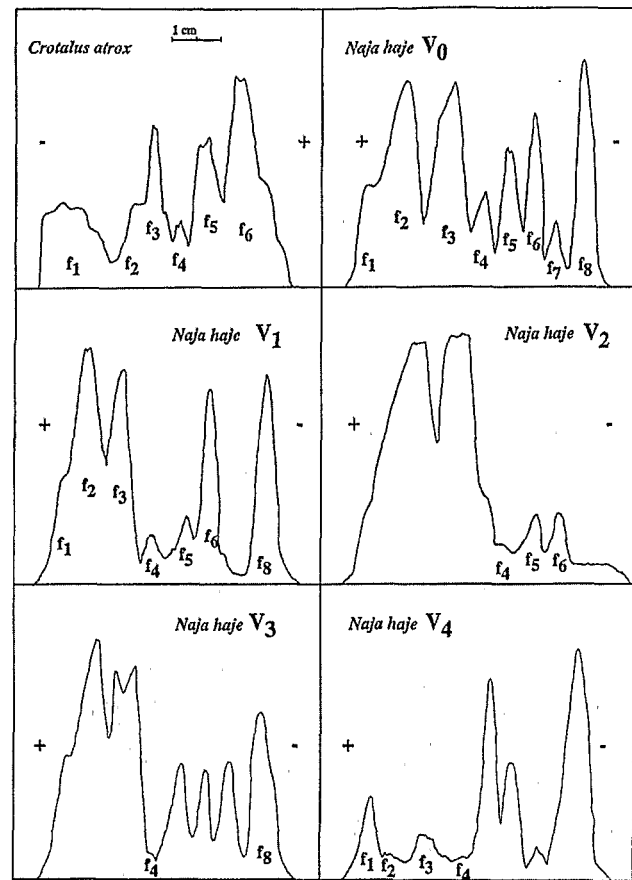 Crotalus atrox
1 cm
- +
f1 f2 f3 f4 f5 f6
Naja haje V0
+ -
f1 f2 f3 f4 f5 f6 f7 f8
Naja haje V1
+ -
f1 f2 f3 f4 f5 f6 f8
Naja haje V2
+ -
f4 f5 f6
Naja haje V3
+ -
f4 f8
Naja haje V4
+ -
f1 f2 f3 f4